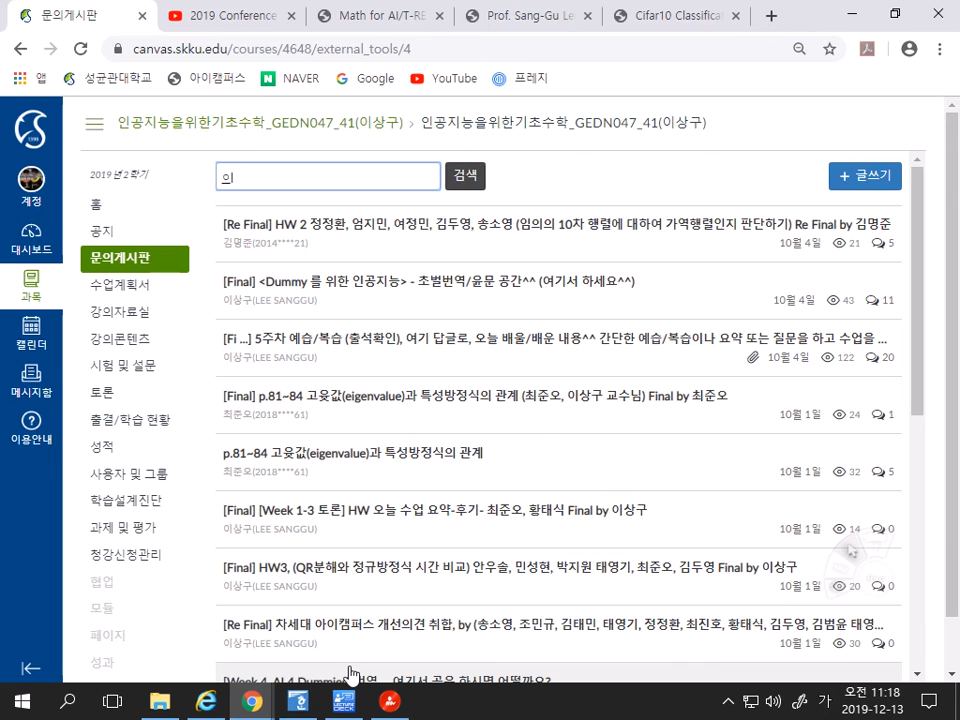 문의게시판
2019 Conference
Math for AI/T-RE
Prof. Sang-Gu Le
Cifar10 Classifica
canvas.skku.edu/courses/4648/external_tools/4
앱
성균관대학교
아이캠퍼스
NAVER
Google
YouTube
프레지
인공지능을위한기초수학_GEDN047_41(이상구) › 인공지능을위한기초수학_GEDN047_41(이상구)
계정
대시보드
과목
캘린더
메시지함
이용안내
2019 년 2 학기
홈
공지
문의게시판
수업계획서
강의자료실
강의콘텐츠
시험 및 설문
토론
출결/학습 현황
성적
사용자 및 그룹
학습설계진단
과제 및 평가
청강신청관리
협업
모듈
페이지
성과
이
검색
+ 글쓰기
[Re Final] HW 2 정정환, 엄지민, 여정민, 김두영, 송소영 (임의의 10차 행렬에 대하여 가역행렬인지 판단하기) Re Final by 김명준
김명준(2014****21)
10월 4일 21 5
[Final] <Dummy 를 위한 인공지능> - 초벌번역/윤문 공간^^ (여기서 하세요^^)
이상구(LEE SANGGU)
10월 4일 43 11
[Fi ...] 5주차 예습/복습 (출석확인), 여기 답글로, 오늘 배울/배운 내용^^ 간단한 예습/복습이나 요약 또는 질문을 하고 수업을 ...
이상구(LEE SANGGU)
10월 4일 122 20
[Final] p.81~84 고윳값(eigenvalue)과 특성방정식의 관계 (최준오, 이상구 교수님) Final by 최준오
최준오(2018****61)
10월 1일 24 1
p.81~84 고윳값(eigenvalue)과 특성방정식의 관계
최준오(2018****61)
10월 1일 32 5
[Final] [Week 1-3 토론] HW 오늘 수업 요약-후기- 최준오, 황태식 Final by 이상구
이상구(LEE SANGGU)
10월 1일 14 0
[Final] HW3, (QR분해와 정규방정식 시간 비교) 안우솔, 민성현, 박지원 태영기, 최준오, 김두영 Final by 이상구
이상구(LEE SANGGU)
10월 1일 20 0
[Re Final] 차세대 아이캠퍼스 개선의견 취합, by (송소영, 조민규, 김태민, 태영기, 정정환, 최진호, 황태식, 김두영, 김범윤 태영...
이상구(LEE SANGGU)
10월 1일 30 0
LECTURE
DECK
가
오전 11:18
2019-12-13